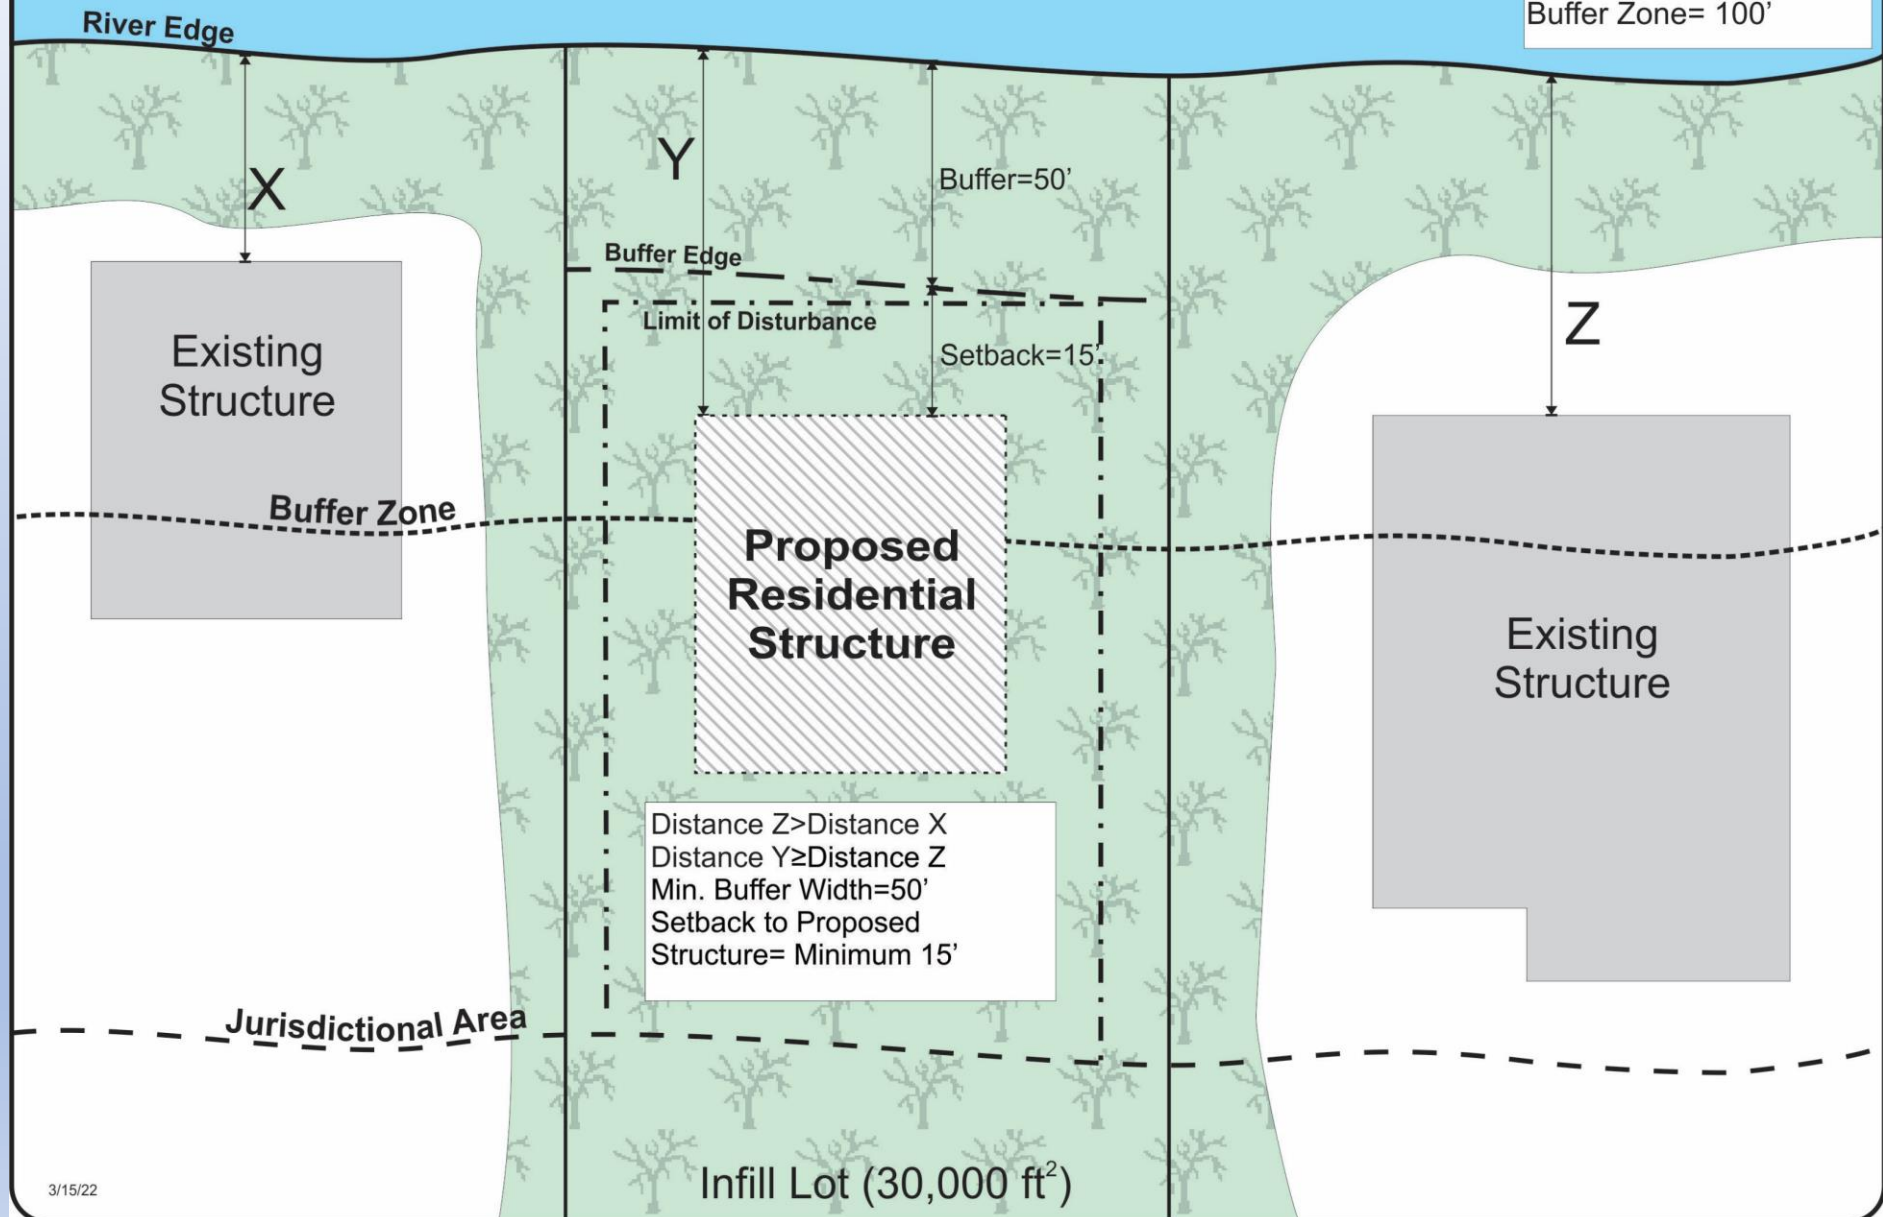 Buffer Zone= 100’
River Edge
X
Y
Buffer=50’
Buffer Edge
Limit of Disturbance
Setback=15’
Z
Existing
Structure
Buffer Zone
Proposed
Residential
Structure
Existing
Structure
Distance Z>Distance X
Distance Y≥Distance Z
Min. Buffer Width=50’
Setback to Proposed
Structure= Minimum 15’
Jurisdictional Area
Infill Lot (30,000 ft²)
3/15/22